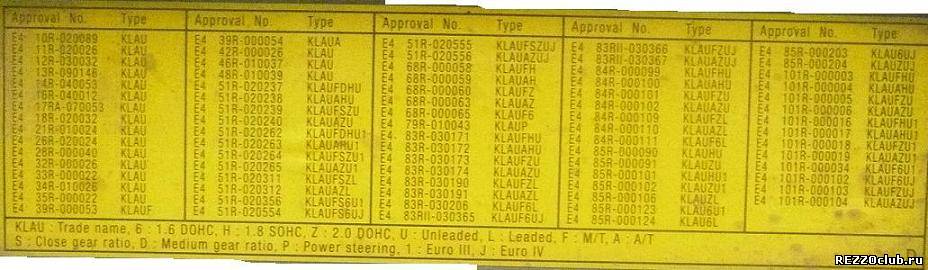 Approval No. Type
E4 10R-020089 KLAU
E4 11R-020026 KLAU
E4 12R-030032 KLAU
E4 13R-090146 KLAU
E4 14R-040053 KLAU
E4 16R-040012 KLAU
E4 17RA-070053 KLAU
E4 18R-020032 KLAU
E4 21R-010024 KLAU
E4 26R-020024 KLAU
E4 28R-000040 KLAU
E4 32R-000026 KLAU
E4 33R-000022 KLAU
E4 34R-010026 KLAU
E4 35R-000022 KLAU
E4 39R-000053 KLAUF
Approval No. Type
E4 39R-000054 KLAUA
E4 42R-000026 KLAU
E4 46R-010037 KLAU
E4 48R-010039 KLAU
E4 51R-020237 KLAUFDHU
E4 51R-020238 KLAUAHU
E4 51R-020239 KLAUFSZU
E4 51R-020240 KLAUAZU
E4 51R-020262 KLAUFDHU1
E4 51R-020263 KLAUAHU1
E4 51R-020264 KLAUFSZU1
E4 51R-020265 KLAUAZU1
E4 51R-020311 KLAUFSZL
E4 51R-020312 KLAUAZL
E4 51R-020356 KLAUFS6U1
E4 51R-020554 KLAUFS6UJ
Approval No. Type
E4 51R-020555 KLAUFSZUJ
E4 51R-020556 KLAUAZUJ
E4 68R-000058 KLAUFH
E4 68R-000059 KLAUAH
E4 68R-000060 KLAUFZ
E4 68R-000063 KLAUAZ
E4 68R-000065 KLAUF6
E4 79R-010043 KLAUP
E4 83R-030171 KLAUFHU
E4 83R-030172 KLAUAHU
E4 83R-030173 KLAUFZU
E4 83R-030174 KLAUAZU
E4 83R-030190 KLAUFZL
E4 83R-030191 KLAUAZL
E4 83R-030206 KLAUF6L
E4 83RII-030365 KLAUF6UJ
Approval No. Type
E4 83RII-030366 KLAUFZUJ
E4 83RII-030367 KLAUAZUJ
E4 84R-000099 KLAUFHU
E4 84R-000100 KLAUAHU
E4 84R-000102 KLAUFZU
E4 84R-000104 KLAUAZU
E4 84R-000109 KLAUFZL
E4 84R-000110 KLAUAZL
E4 84R-000111 KLAUF6L
E4 85R-000090 KLAUHU
E4 85R-000091 KLAUZU
E4 85R-000101 KLAUHU1
E4 85R-000102 KLAUZU1
E4 85R-000106 KLAUZL
E4 85R-000123 KLAU6U1
E4 85R-000124 KLAU6L
Approval No. Type
E4 85R-000203 KLAU6UJ
E4 85R-000204 KLAUZUJ
E4 101R-000003 KLAUFHU
E4 101R-000004 KLAUAHU
E4 101R-000005 KLAUFZU
E4 101R-000007 KLAUAZU
E4 101R-000016 KLAUFHU1
E4 101R-000017 KLAUAHU1
E4 101R-000018 KLAUFZU1
E4 101R-000019 KLAUAZU1
E4 101R-000034 KLAUF6U1
E4 101R-000102 KLAUF6UJ
E4 101R-000103 KLAUFZUJ
E4 101R-000104 KLAUAZUJ
KLAU : Trade name, 6 : 1.6 DOHC, H : 1.8 SOHC, Z : 2.0 DOHC, U : Unleaded, L : Leaded, F : M/T, A : A/T
S : Close gear ratio, D : Medium gear ratio, P : Power steering, 1 : Euro III, J : Euro IV
D
REZZOclub.ru